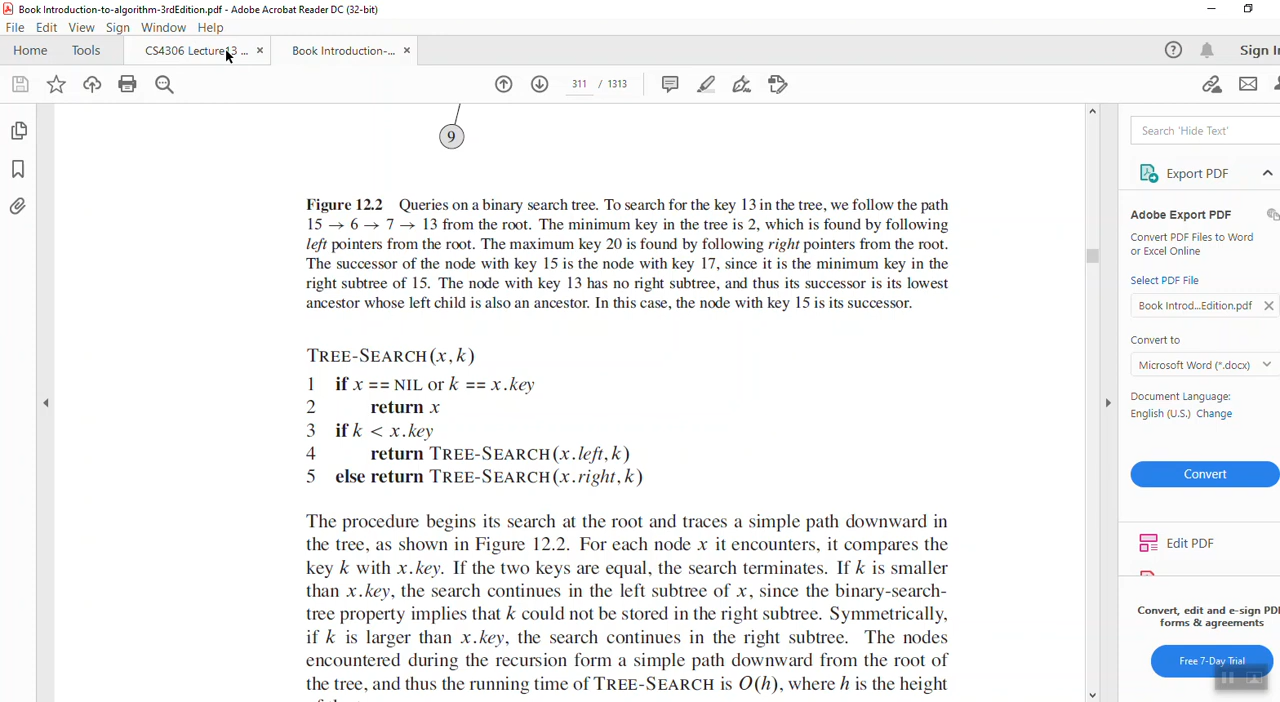 Book Introduction-to-algorithm-3rdEdition.pdf - Adobe Acrobat Reader DC (32-bit)
File Edit View Sign Window Help
Home Tools CS4306 Lecture13 ... × Book Introduction-... × Sign In
311 / 1313
9
Search 'Hide Text'
Export PDF
Adobe Export PDF
Convert PDF Files to Word
or Excel Online
Select PDF File
Book Introd...Edition.pdf
Convert to
Microsoft Word (*.docx)
Document Language:
English (U.S.) Change
Convert
Edit PDF
Convert, edit and e-sign PD
forms & agreements
Free 7-Day Trial
Figure 12.2 Queries on a binary search tree. To search for the key 13 in the tree, we follow the path
15 → 6 → 7 → 13 from the root. The minimum key in the tree is 2, which is found by following
left pointers from the root. The maximum key 20 is found by following right pointers from the root.
The successor of the node with key 15 is the node with key 17, since it is the minimum key in the
right subtree of 15. The node with key 13 has no right subtree, and thus its successor is its lowest
ancestor whose left child is also an ancestor. In this case, the node with key 15 is its successor.
TREE-SEARCH(x, k)
1 if x == NIL or k == x.key
2 return x
3 if k < x.key
4 return TREE-SEARCH(x.left, k)
5 else return TREE-SEARCH(x.right, k)
The procedure begins its search at the root and traces a simple path downward in
the tree, as shown in Figure 12.2. For each node x it encounters, it compares the
key k with x.key. If the two keys are equal, the search terminates. If k is smaller
than x.key, the search continues in the left subtree of x, since the binary-search-
tree property implies that k could not be stored in the right subtree. Symmetrically,
if k is larger than x.key, the search continues in the right subtree. The nodes
encountered during the recursion form a simple path downward from the root of
the tree, and thus the running time of TREE-SEARCH is O(h), where h is the height